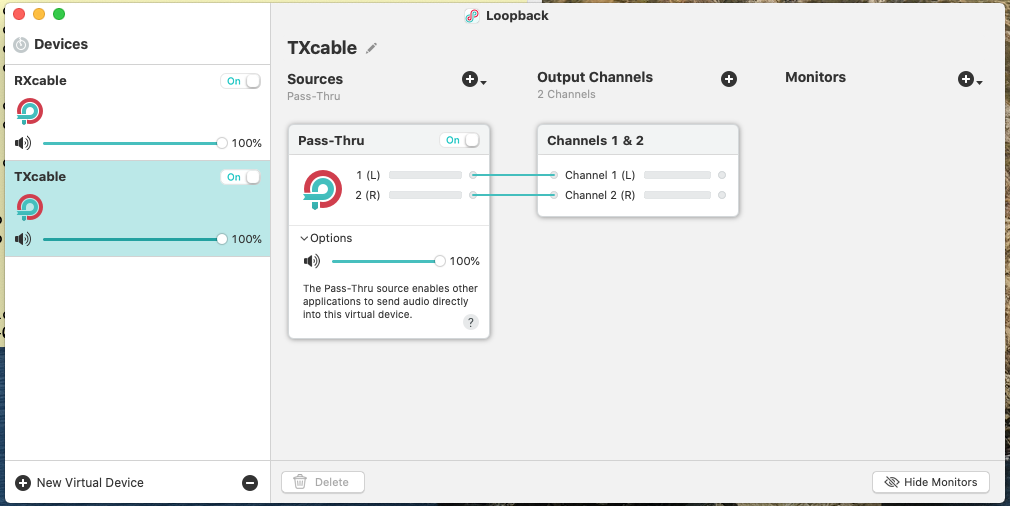 Loopback
Devices
RXcable
On
100%
TXcable
On
100%
New Virtual Device
TXcable
Sources
Pass-Thru
Pass-Thru
On
1 (L)
2 (R)
Options
100%
The Pass-Thru source enables other
applications to send audio directly
into this virtual device.
?
Output Channels
2 Channels
Channels 1 & 2
Channel 1 (L)
Channel 2 (R)
Monitors
Delete
Hide Monitors